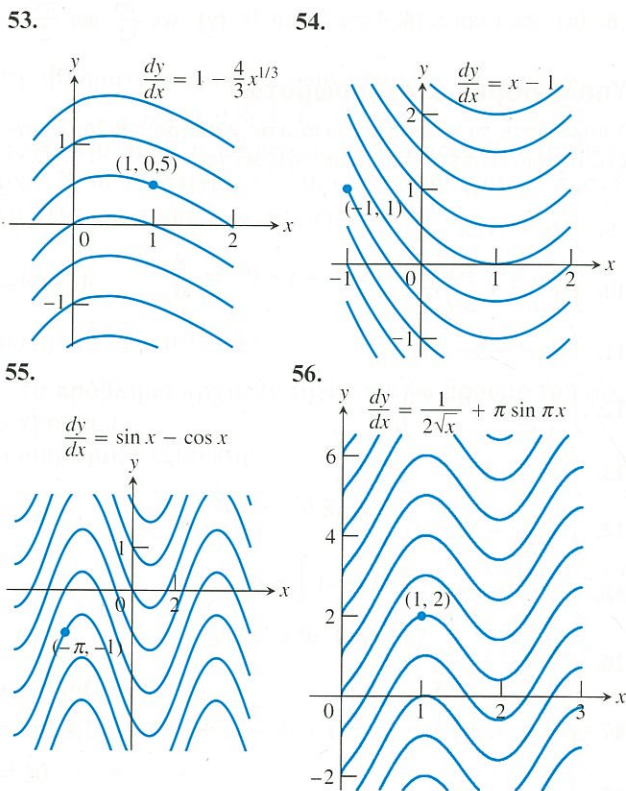 53.
dy/dx = 1 − 4/3 x^{1/3}
y
1
(1, 0,5)
0
1
2
x
−1
54.
dy/dx = x − 1
y
2
1
(−1, 1)
−1
0
1
2
x
−1
55.
dy/dx = sin x − cos x
y
1
0
2
x
(−π, −1)
56.
dy/dx = 1/(2√x) + π sin πx
y
6
4
(1, 2)
2
0
1
2
3
x
−2